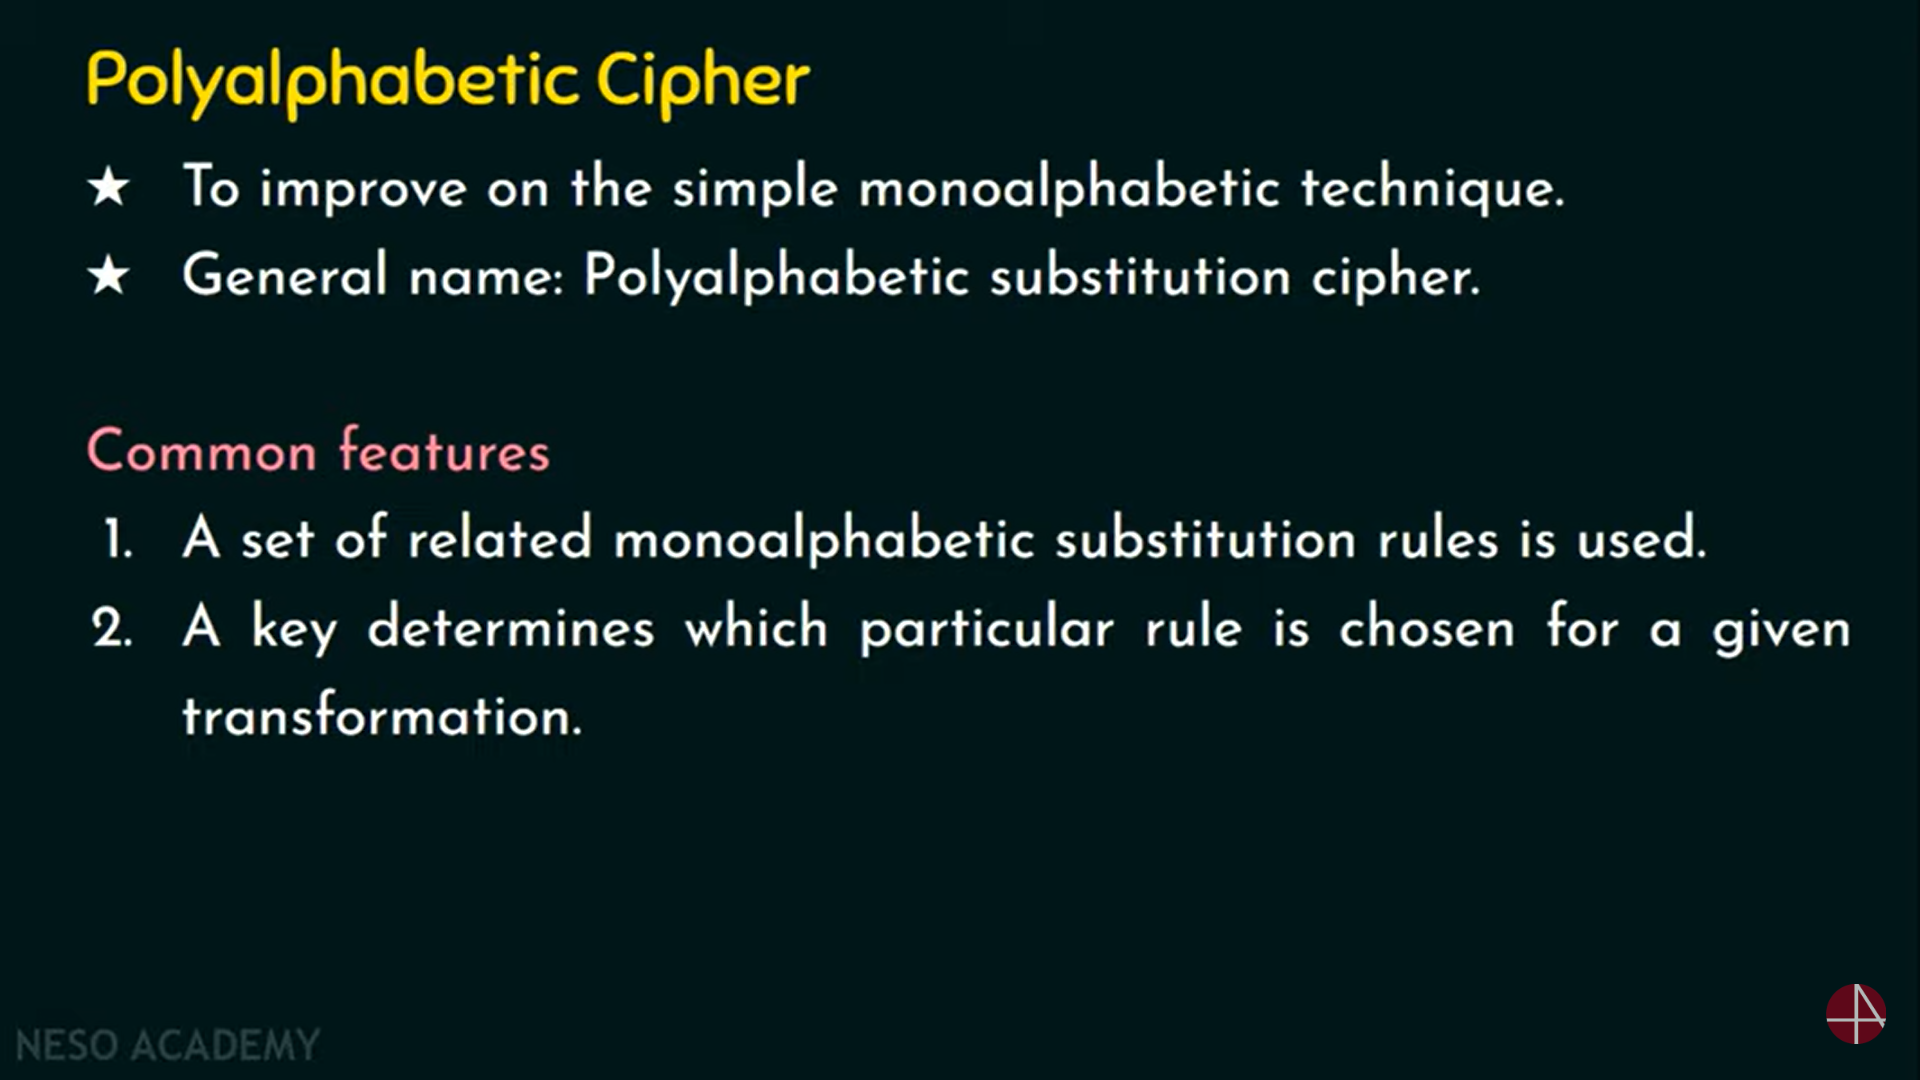 Polyalphabetic Cipher
★ To improve on the simple monoalphabetic technique.
★ General name: Polyalphabetic substitution cipher.
Common features
1. A set of related monoalphabetic substitution rules is used.
2. A key determines which particular rule is chosen for a given
transformation.
NESO ACADEMY